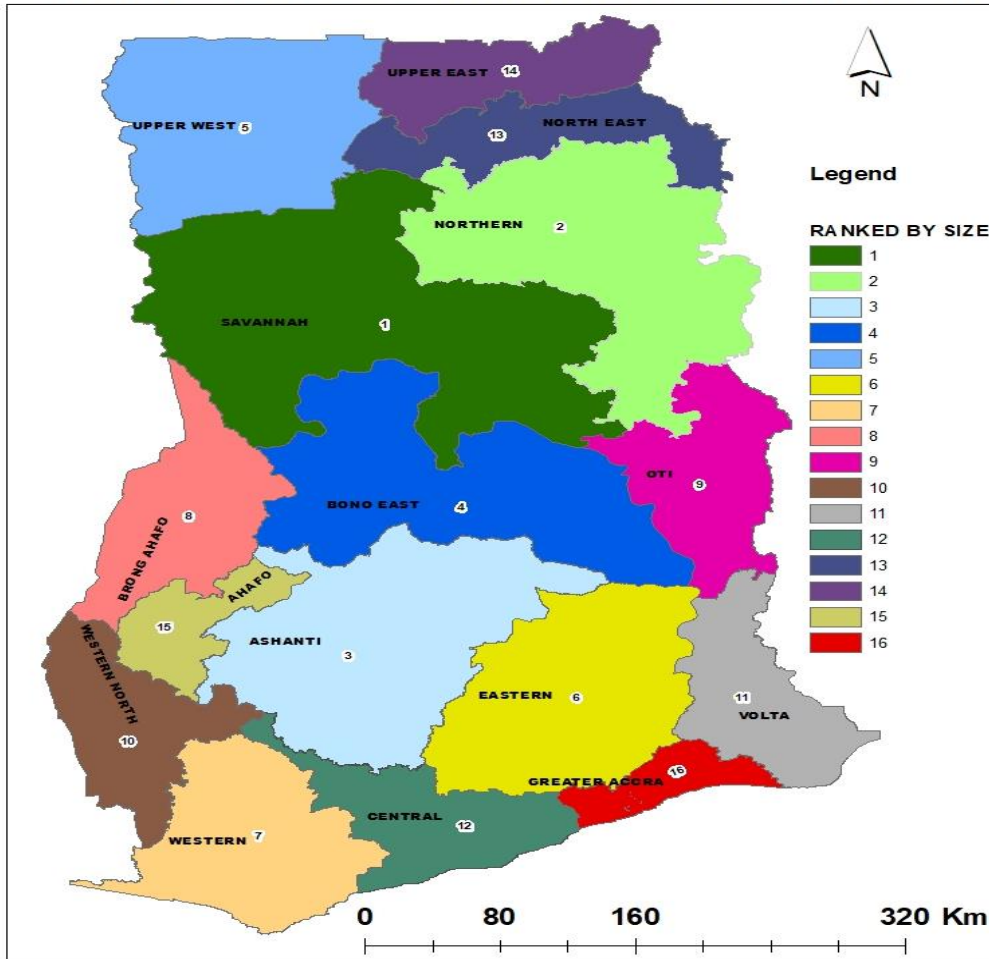 UPPER EAST
14
N
NORTH EAST
UPPER WEST 5
13
Legend
NORTHERN 2
RANKED BY SIZE
1
2
3
4
5
6
7
8
9
10
11
12
13
14
15
16
SAVANNAH 1
OTI
9
BONO EAST 4
8
BRONG AHAFO
AHAFO
15
ASHANTI
3
WESTERN NORTH
10
EASTERN 6
11
VOLTA
GREATER ACCRA 16
CENTRAL
12
WESTERN 7
0 80 160 320 Km